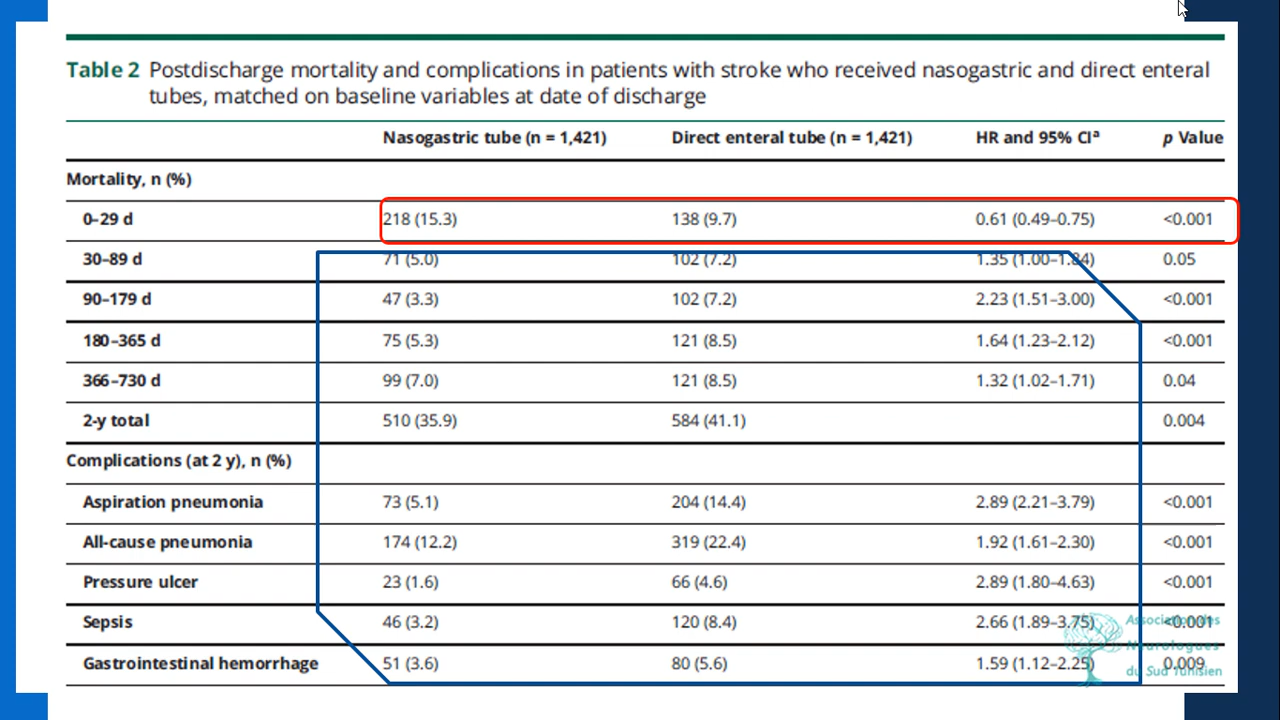 Table 2 Postdischarge mortality and complications in patients with stroke who received nasogastric and direct enteral
tubes, matched on baseline variables at date of discharge
Nasogastric tube (n = 1,421) Direct enteral tube (n = 1,421) HR and 95% CIᵃ p Value
Mortality, n (%)
0–29 d 218 (15.3) 138 (9.7) 0.61 (0.49–0.75) <0.001
30–89 d 71 (5.0) 102 (7.2) 1.35 (1.00–1.84) 0.05
90–179 d 47 (3.3) 102 (7.2) 2.23 (1.51–3.00) <0.001
180–365 d 75 (5.3) 121 (8.5) 1.64 (1.23–2.12) <0.001
366–730 d 99 (7.0) 121 (8.5) 1.32 (1.02–1.71) 0.04
2-y total 510 (35.9) 584 (41.1) 0.004
Complications (at 2 y), n (%)
Aspiration pneumonia 73 (5.1) 204 (14.4) 2.89 (2.21–3.79) <0.001
All-cause pneumonia 174 (12.2) 319 (22.4) 1.92 (1.61–2.30) <0.001
Pressure ulcer 23 (1.6) 66 (4.6) 2.89 (1.80–4.63) <0.001
Sepsis 46 (3.2) 120 (8.4) 2.66 (1.89–3.75) <0.001
Gastrointestinal hemorrhage 51 (3.6) 80 (5.6) 1.59 (1.12–2.25) 0.009
Association des
Neurologues
du Sud Tunisien